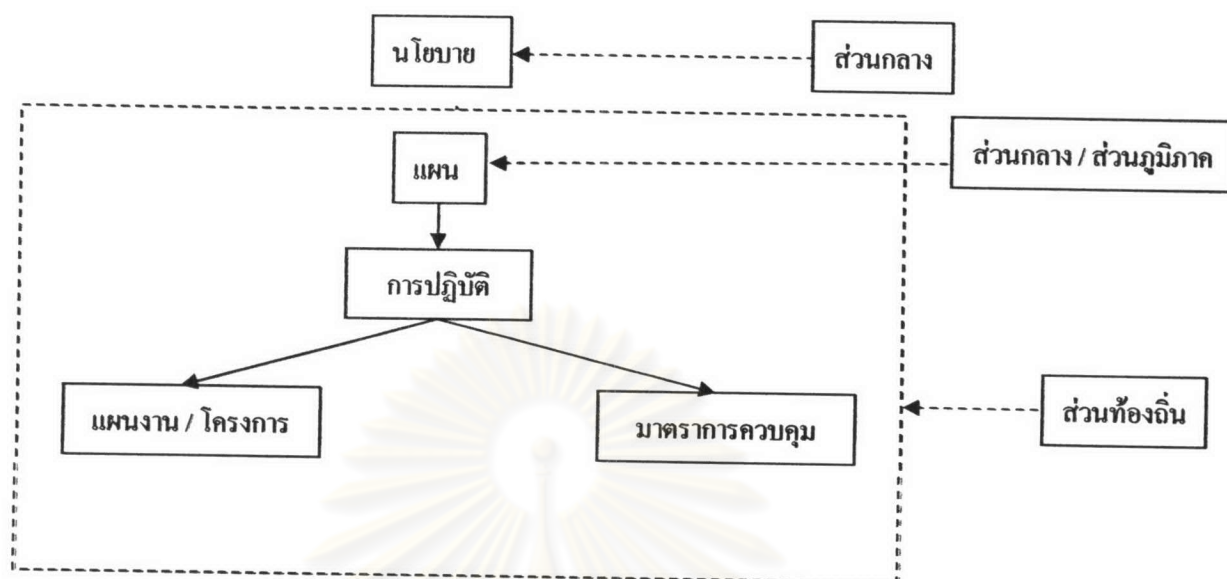 นโยบาย
ส่วนกลาง
แผน
ส่วนกลาง / ส่วนภูมิภาค
การปฏิบัติ
แผนงาน / โครงการ
มาตราการควบคุม
ส่วนท้องถิ่น